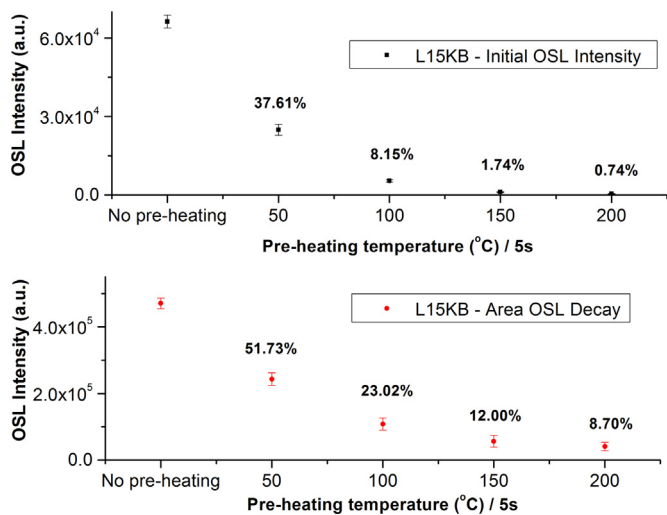 6.0x10⁴
L15KB - Initial OSL Intensity
OSL Intensity (a.u.)
37.61%
3.0x10⁴
8.15%
1.74%
0.74%
0.0
No pre-heating 50 100 150 200
Pre-heating temperature (°C) / 5s
L15KB - Area OSL Decay
4.0x10⁵
OSL Intensity (a.u.)
51.73%
23.02%
2.0x10⁵
12.00%
8.70%
0.0
No pre-heating 50 100 150 200
Pre-heating temperature (°C) / 5s